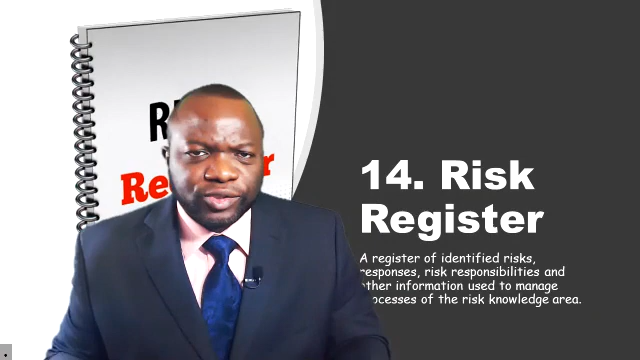 14. Risk
Register
A register of identified risks,
responses, risk responsibilities and
other information used to manage
processes of the risk knowledge area.